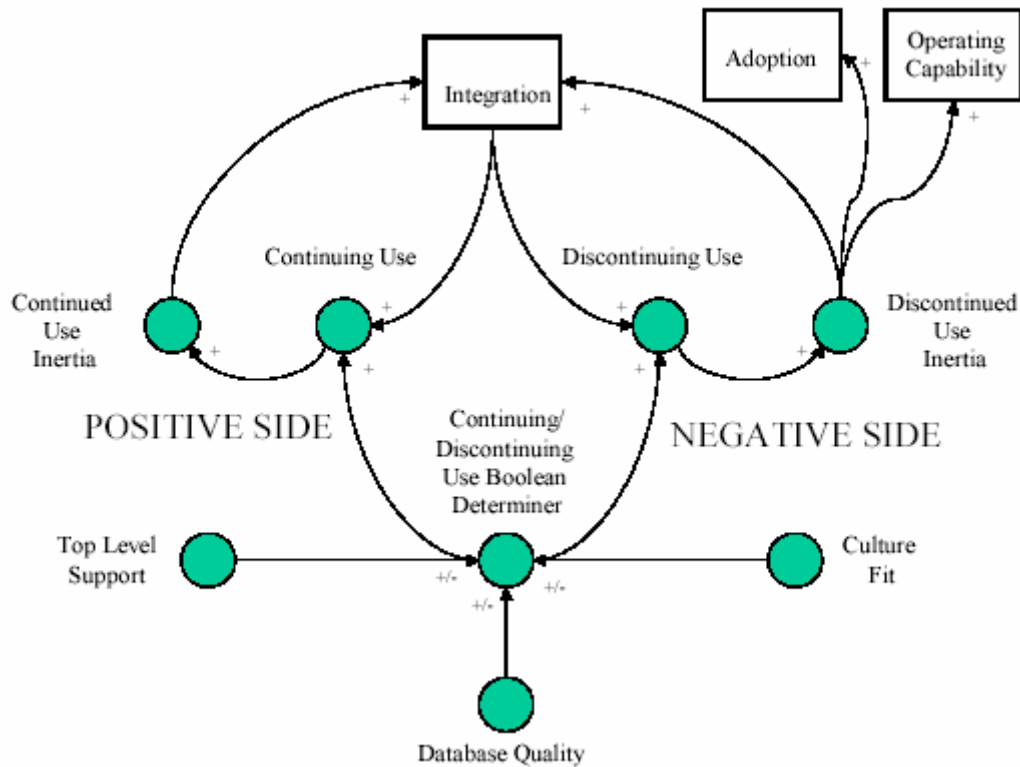 Adoption
Operating
Capability
+
Integration
+
+
+
Continuing Use
Discontinuing Use
Continued
Use
Inertia
+
+
Discontinued
Use
Inertia
+
+
+
+
POSITIVE SIDE
Continuing/
Discontinuing
Use Boolean
Determiner
NEGATIVE SIDE
Top Level
Support
+/-
+/-
+/-
Culture
Fit
Database Quality